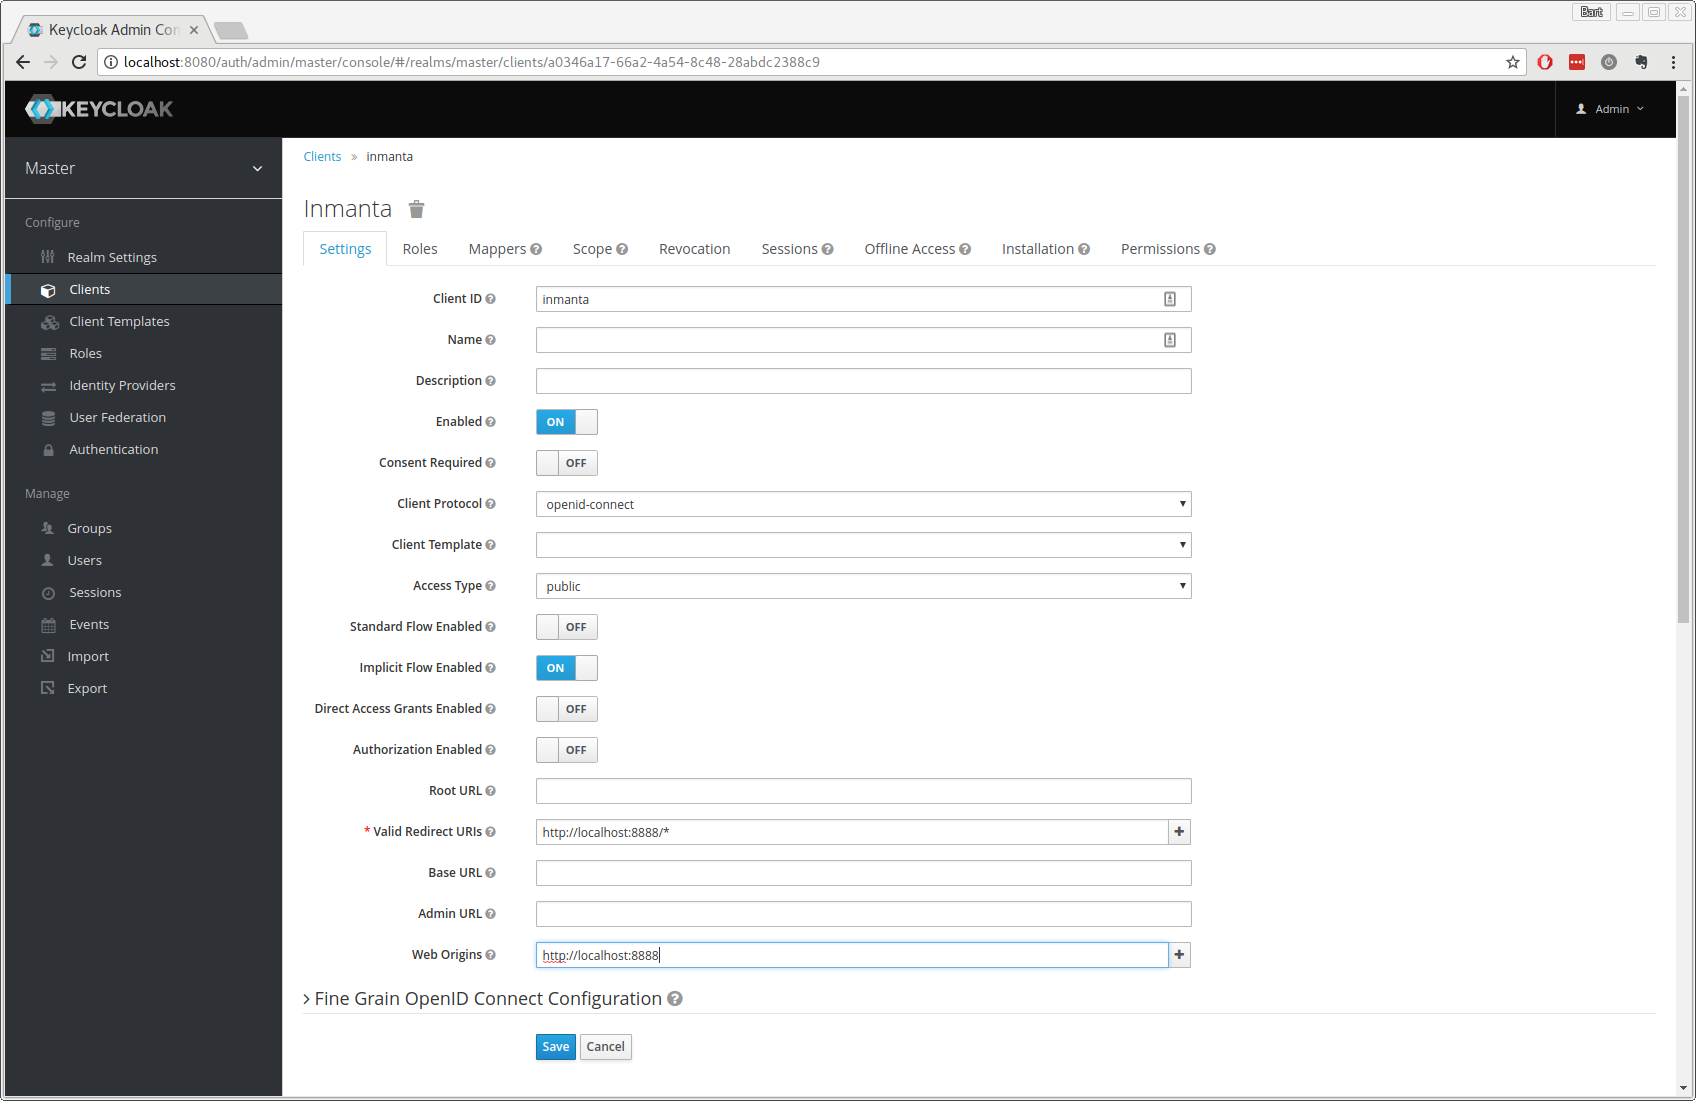 Bart
Keycloak Admin Con
localhost:8080/auth/admin/master/console/#/realms/master/clients/a0346a17-66a2-4a54-8c48-28abdc2388c9
KEYCLOAK
Admin
Master
Configure
Realm Settings
Clients
Client Templates
Roles
Identity Providers
User Federation
Authentication
Manage
Groups
Users
Sessions
Events
Import
Export
Clients » inmanta
Inmanta
Settings Roles Mappers Scope Revocation Sessions Offline Access Installation Permissions
Client ID inmanta
Name
Description
Enabled ON
Consent Required OFF
Client Protocol openid-connect
Client Template
Access Type public
Standard Flow Enabled OFF
Implicit Flow Enabled ON
Direct Access Grants Enabled OFF
Authorization Enabled OFF
Root URL
* Valid Redirect URIs http://localhost:8888/*
Base URL
Admin URL
Web Origins http://localhost:8888
Fine Grain OpenID Connect Configuration
Save Cancel